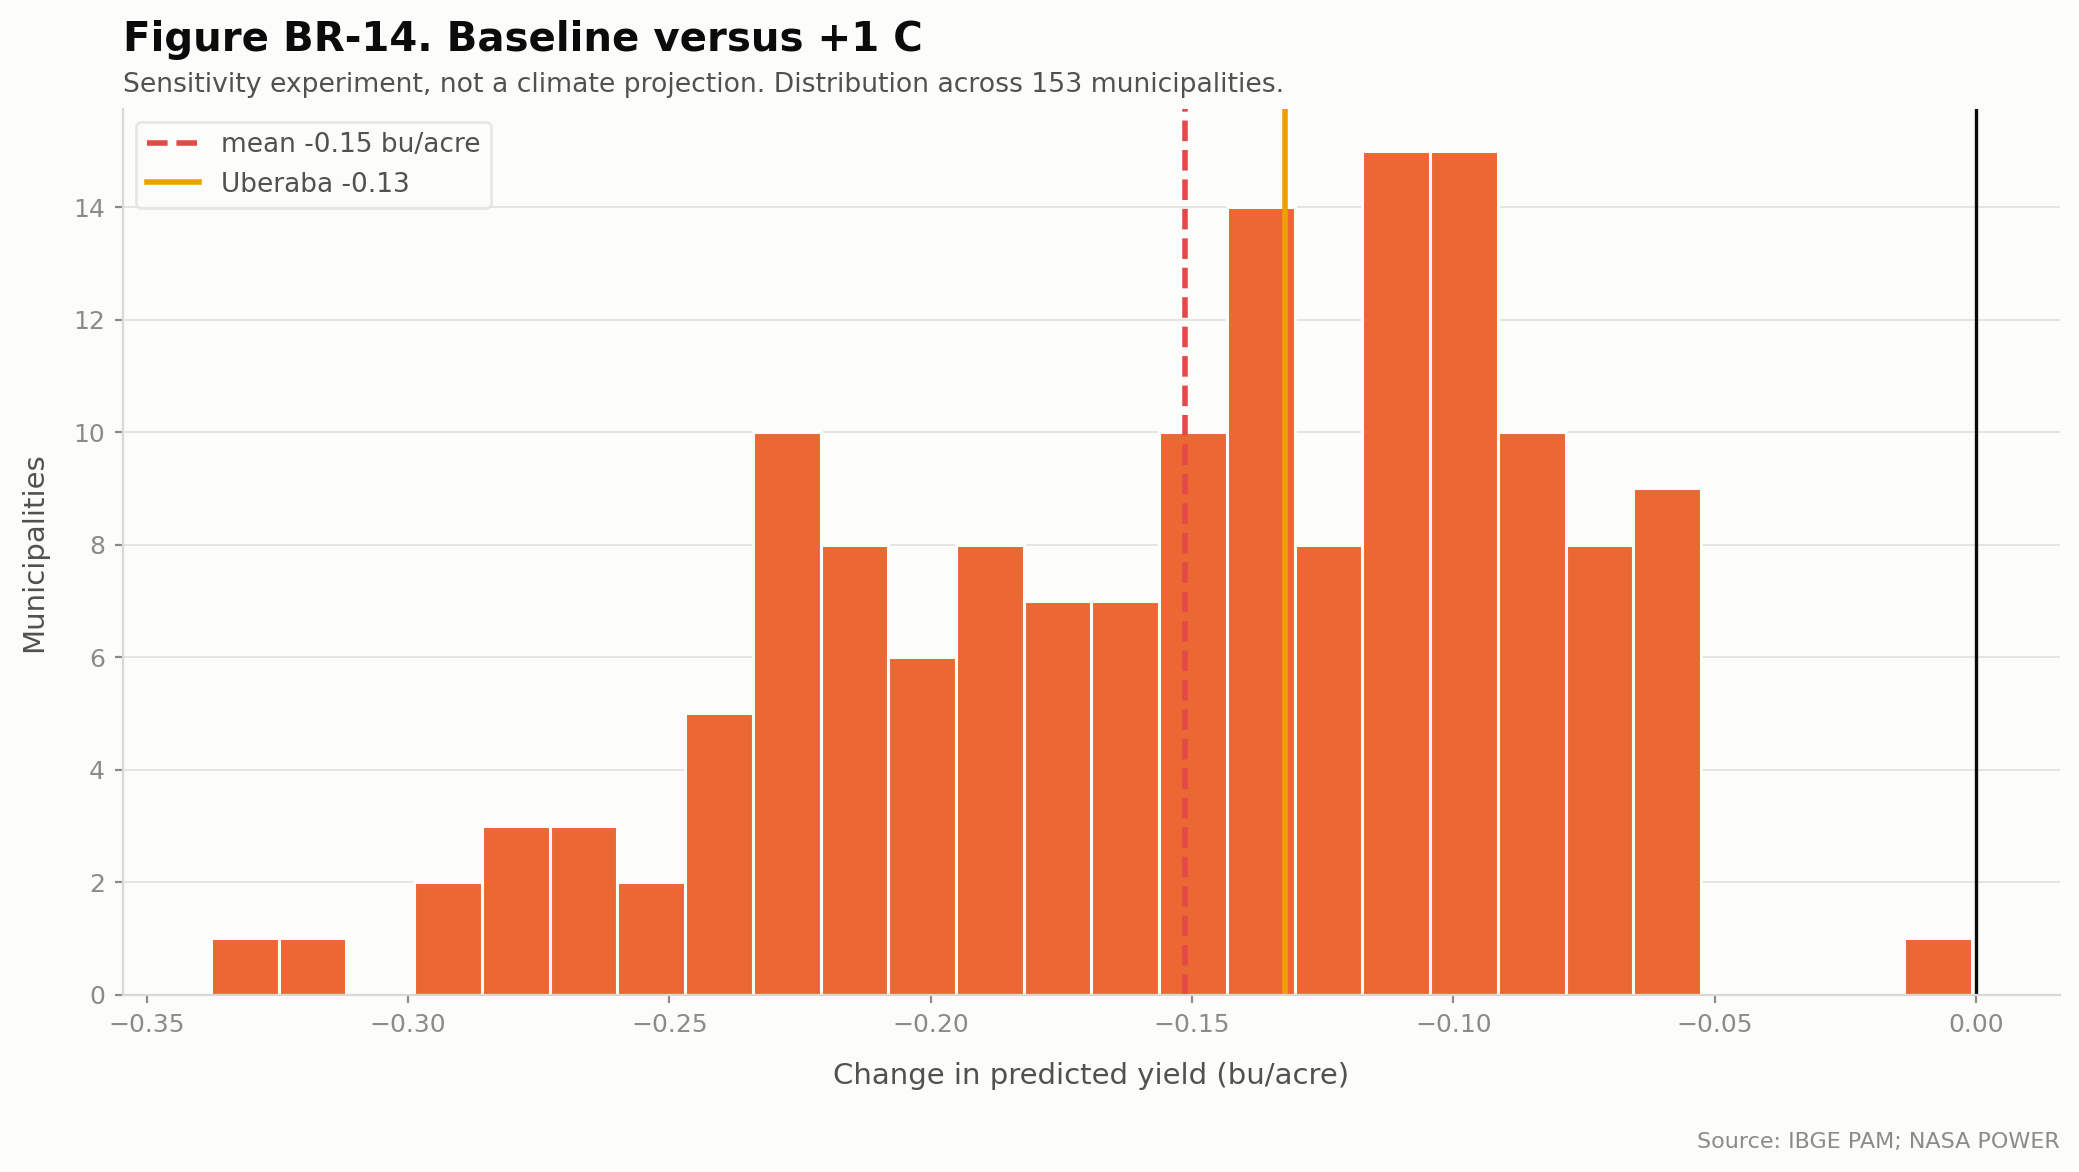 Figure BR-14. Baseline versus +1 C
Sensitivity experiment, not a climate projection. Distribution across 153 municipalities.
mean -0.15 bu/acre
Uberaba -0.13
14
12
10
8
6
4
2
0
Municipalities
−0.35 −0.30 −0.25 −0.20 −0.15 −0.10 −0.05 0.00
Change in predicted yield (bu/acre)
Source: IBGE PAM; NASA POWER